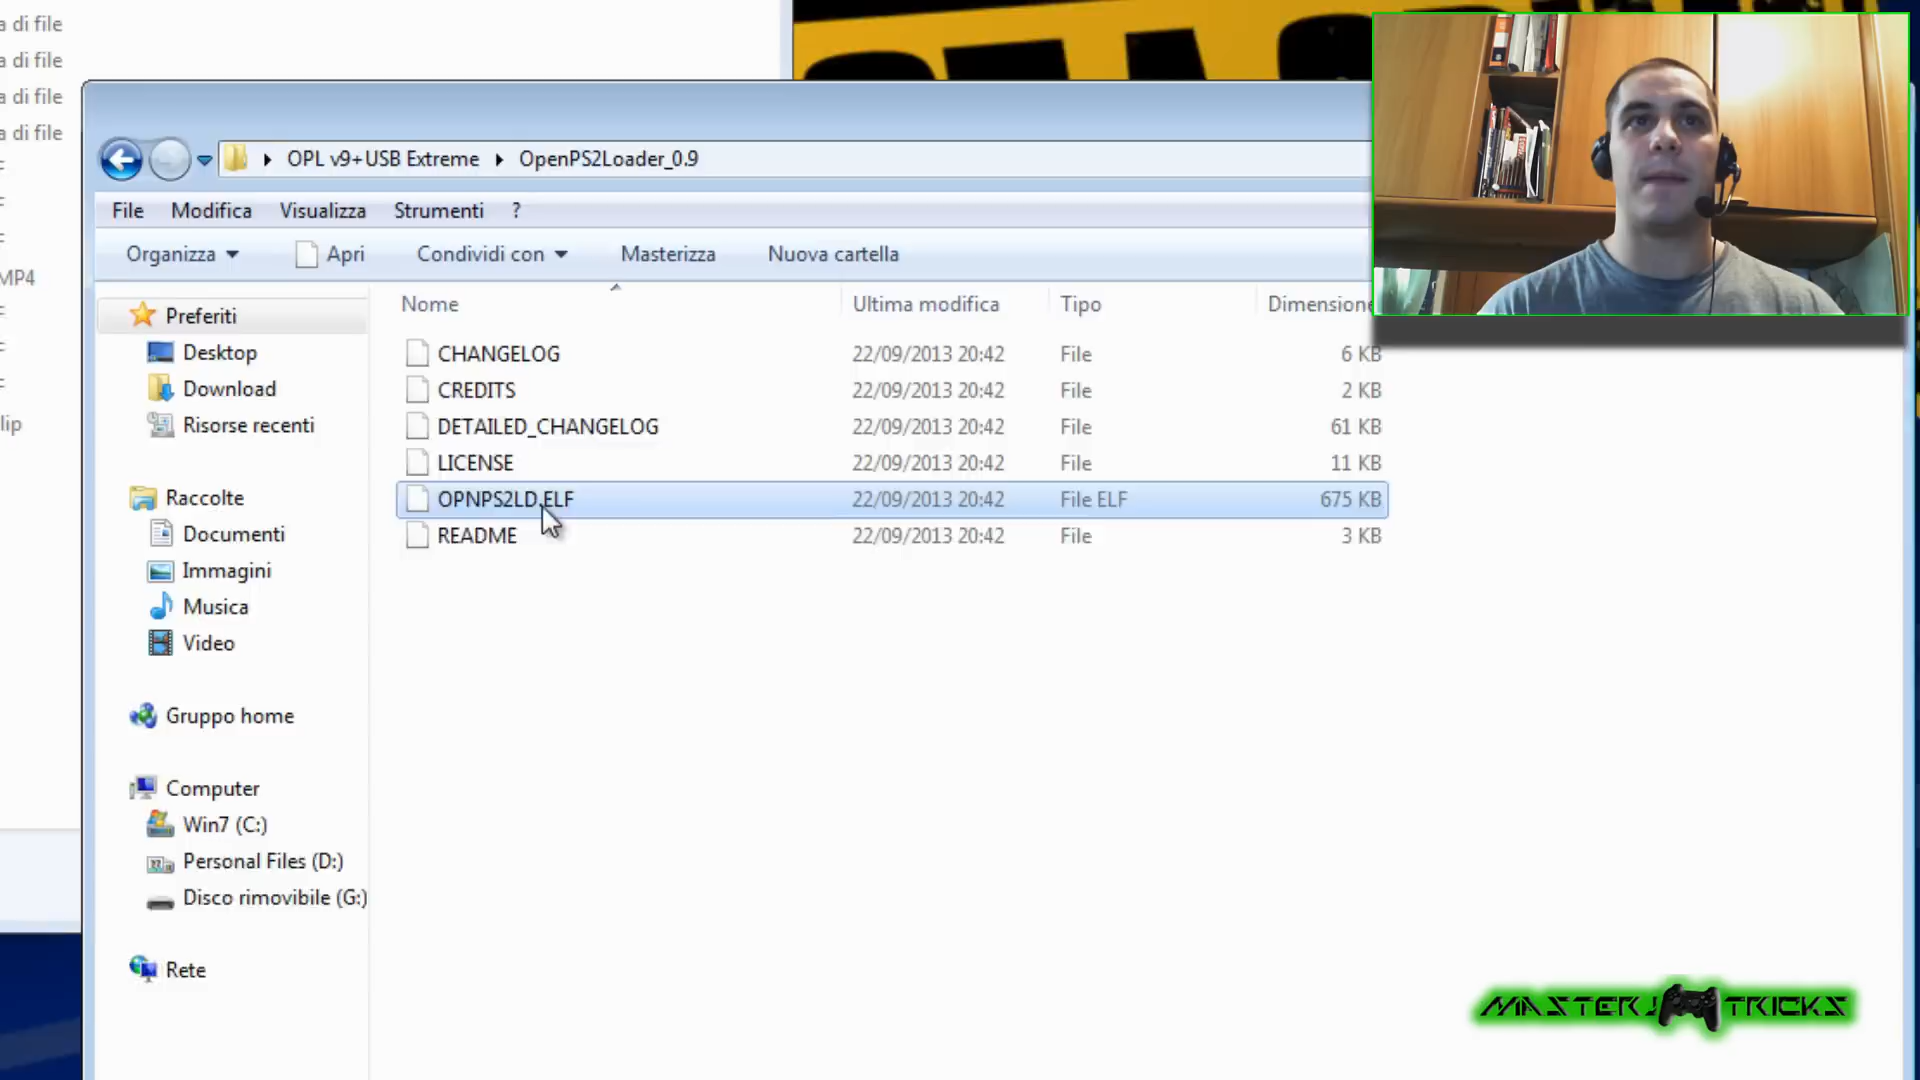 a di file
a di file
a di file
a di file
MP4
lip
OPL v9+USB Extreme OpenPS2Loader_0.9
File Modifica Visualizza Strumenti ?
Organizza Apri Condividi con Masterizza Nuova cartella
Preferiti
Desktop
Download
Risorse recenti
Raccolte
Documenti
Immagini
Musica
Video
Gruppo home
Computer
Win7 (C:)
Personal Files (D:)
Disco rimovibile (G:)
Rete
Nome Ultima modifica Tipo Dimensione
CHANGELOG 22/09/2013 20:42 File 6 KB
CREDITS 22/09/2013 20:42 File 2 KB
DETAILED_CHANGELOG 22/09/2013 20:42 File 61 KB
LICENSE 22/09/2013 20:42 File 11 KB
OPNPS2LD.ELF 22/09/2013 20:42 File ELF 675 KB
README 22/09/2013 20:42 File 3 KB
MASTERJTRICKS